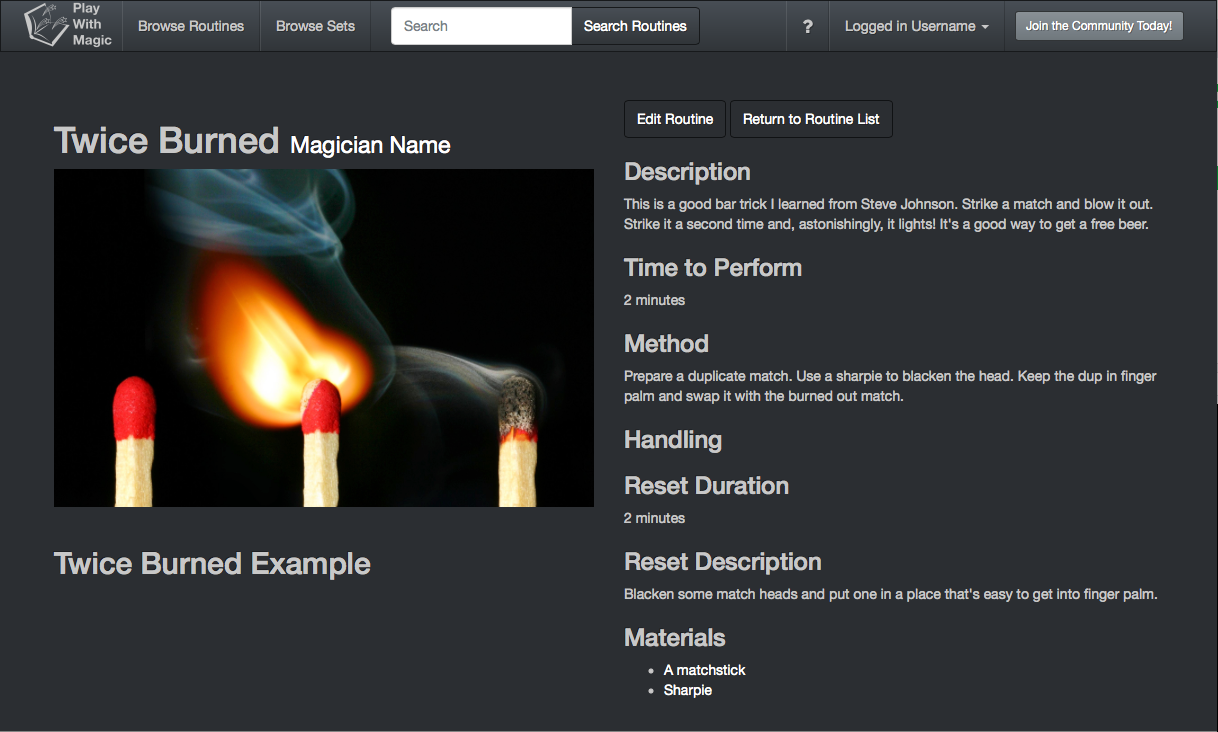 Play
With
Magic
Browse Routines
Browse Sets
Search
Search Routines
?
Logged in Username
Join the Community Today!
Twice Burned Magician Name
Twice Burned Example
Edit Routine
Return to Routine List
Description
This is a good bar trick I learned from Steve Johnson. Strike a match and blow it out.
Strike it a second time and, astonishingly, it lights! It's a good way to get a free beer.
Time to Perform
2 minutes
Method
Prepare a duplicate match. Use a sharpie to blacken the head. Keep the dup in finger
palm and swap it with the burned out match.
Handling
Reset Duration
2 minutes
Reset Description
Blacken some match heads and put one in a place that's easy to get into finger palm.
Materials
A matchstick
Sharpie